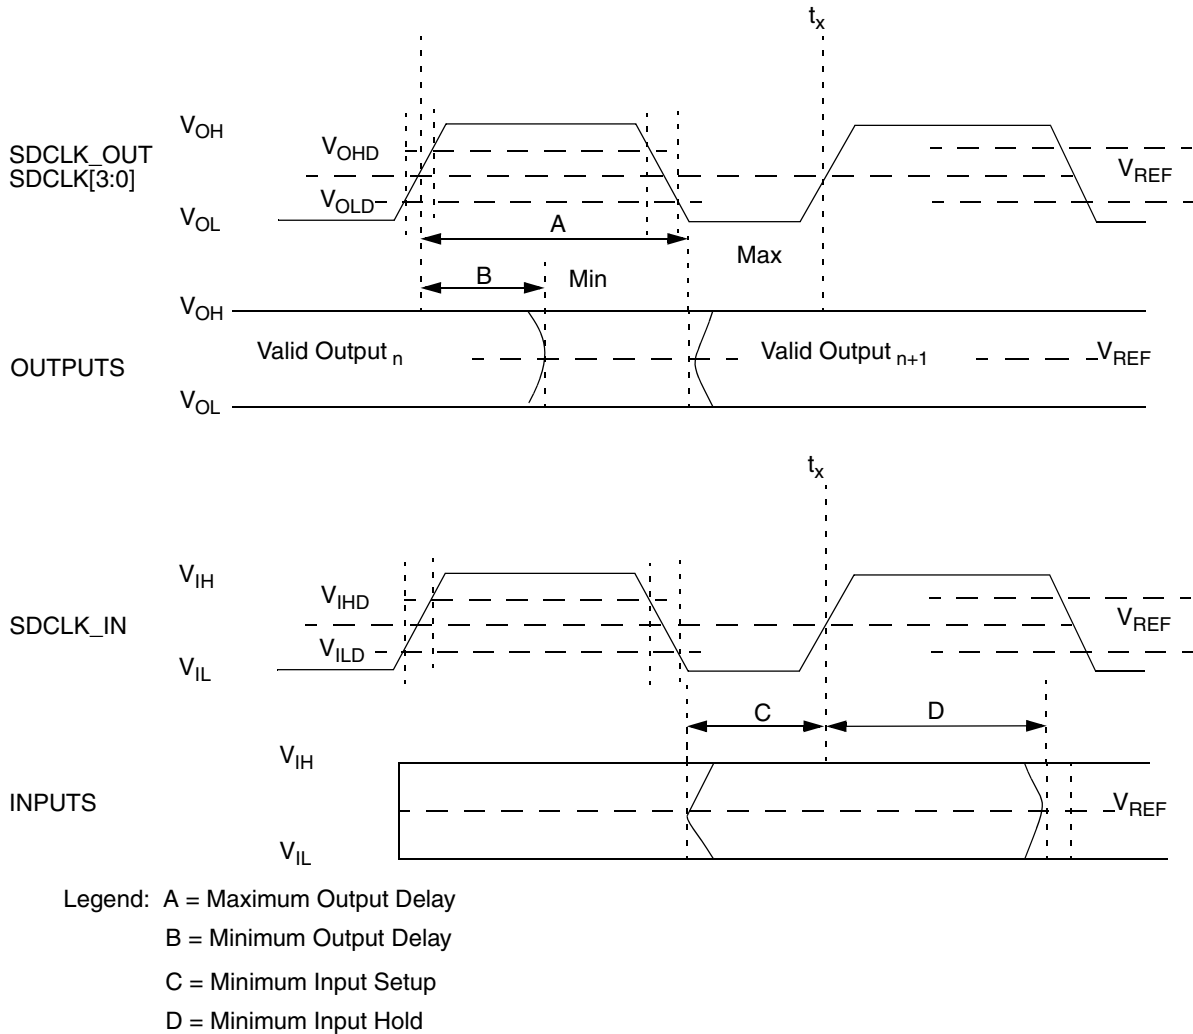 tx
VOH
SDCLK_OUT
SDCLK[3:0]
VOHD
VREF
VOLD
VOL
A
Max
B
Min
VOH
Valid Output n
Valid Output n+1
OUTPUTS
VREF
VOL
tx
VIH
VIHD
SDCLK_IN
VREF
VILD
VIL
C
D
VIH
INPUTS
VREF
VIL
Legend: A = Maximum Output Delay
B = Minimum Output Delay
C = Minimum Input Setup
D = Minimum Input Hold